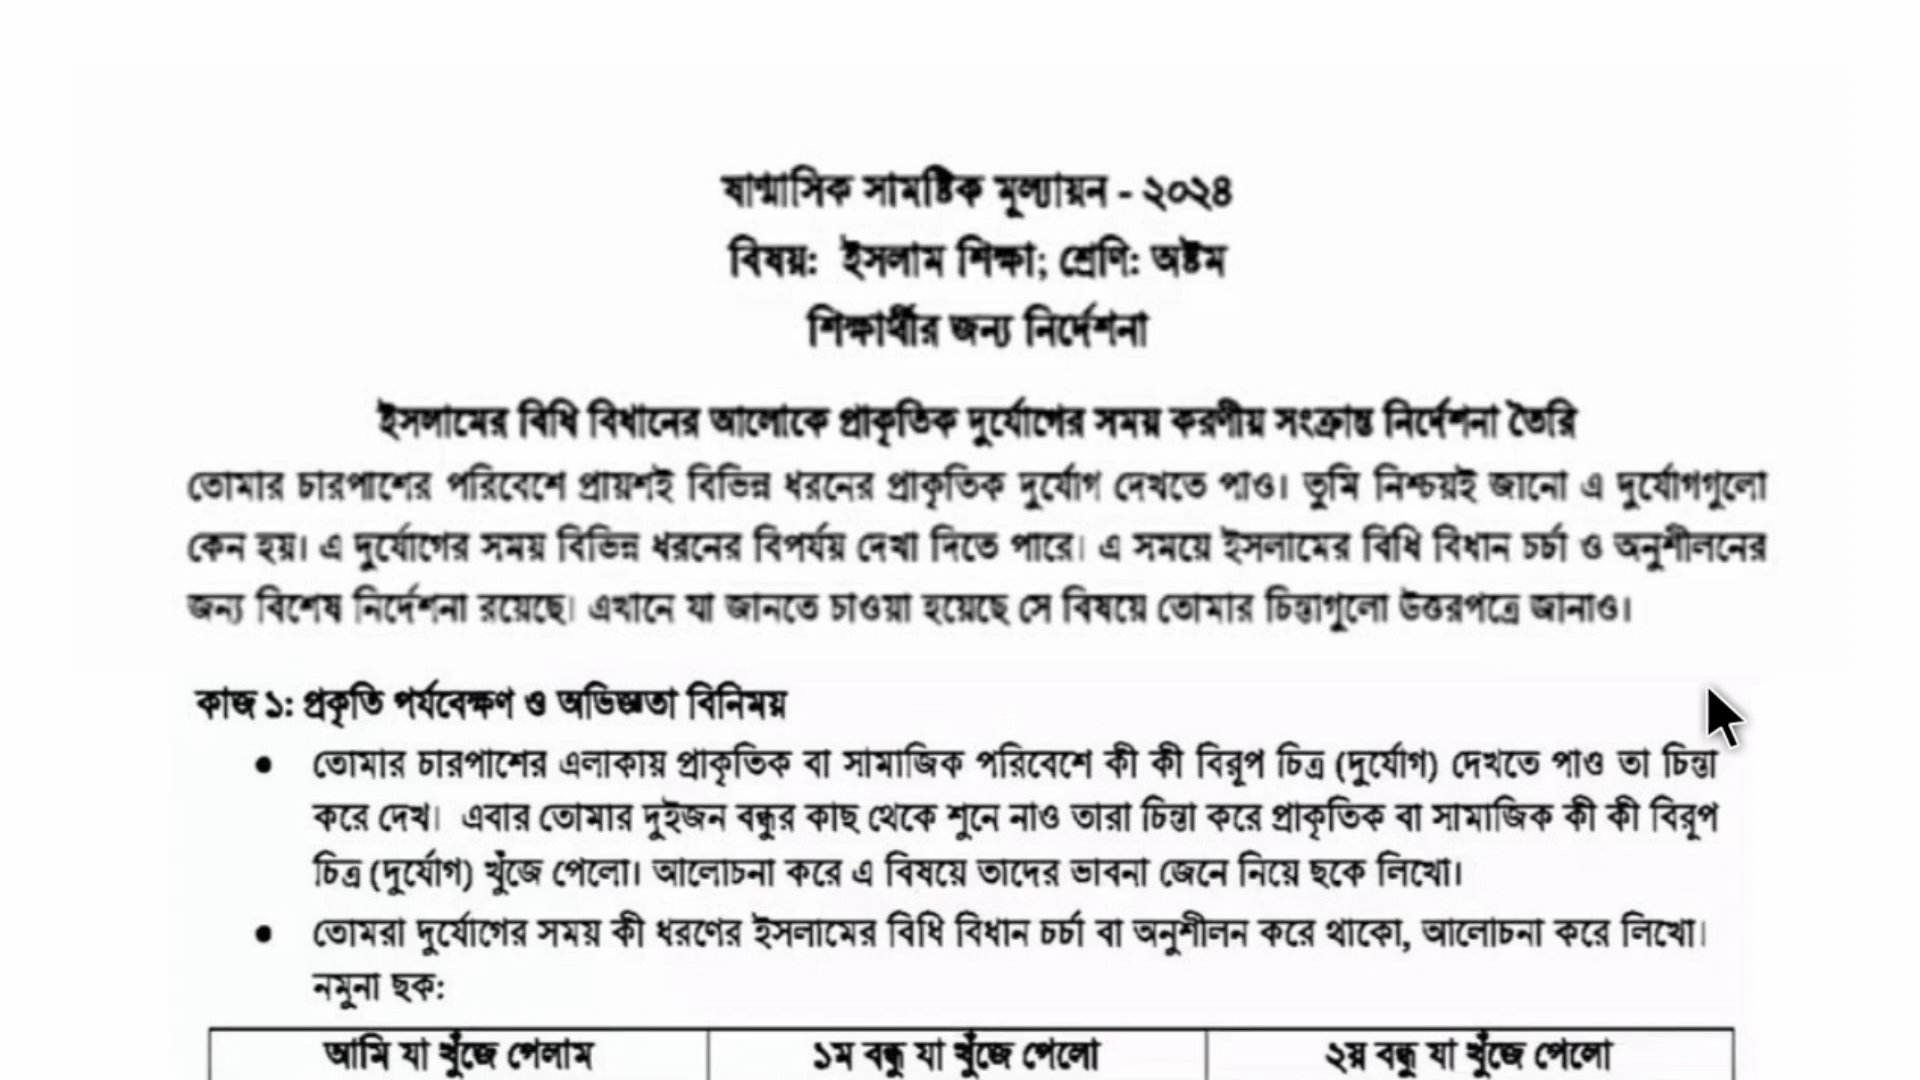 ষাণ্মাসিক সামষ্টিক মূল্যায়ন - ২০২৪
বিষয়: ইসলাম শিক্ষা; শ্রেণি: অষ্টম
শিক্ষার্থীর জন্য নির্দেশনা
ইসলামের বিধি বিধানের আলোকে প্রাকৃতিক দুর্যোগের সময় করণীয় সংক্রান্ত নির্দেশনা তৈরি
তোমার চারপাশের পরিবেশে প্রায়শই বিভিন্ন ধরনের প্রাকৃতিক দুর্যোগ দেখতে পাও। তুমি নিশ্চয়ই জানো এ দুর্যোগগুলো
কেন হয়। এ দুর্যোগের সময় বিভিন্ন ধরনের বিপর্যয় দেখা দিতে পারে। এ সময়ে ইসলামের বিধি বিধান চর্চা ও অনুশীলনের
জন্য বিশেষ নির্দেশনা রয়েছে। এখানে যা জানতে চাওয়া হয়েছে সে বিষয়ে তোমার চিন্তাগুলো উত্তরপত্রে জানাও।
কাজ ১: প্রকৃতি পর্যবেক্ষণ ও অভিজ্ঞতা বিনিময়
● তোমার চারপাশের এলাকায় প্রাকৃতিক বা সামাজিক পরিবেশে কী কী বিরূপ চিত্র (দুর্যোগ) দেখতে পাও তা চিন্তা
করে দেখ। এবার তোমার দুইজন বন্ধুর কাছ থেকে শুনে নাও তারা চিন্তা করে প্রাকৃতিক বা সামাজিক কী কী বিরূপ
চিত্র (দুর্যোগ) খুঁজে পেলো। আলোচনা করে এ বিষয়ে তাদের ভাবনা জেনে নিয়ে ছকে লিখো।
● তোমরা দুর্যোগের সময় কী ধরণের ইসলামের বিধি বিধান চর্চা বা অনুশীলন করে থাকো, আলোচনা করে লিখো।
নমুনা ছক:
আমি যা খুঁজে পেলাম
১ম বন্ধু যা খুঁজে পেলো
২য় বন্ধু যা খুঁজে পেলো